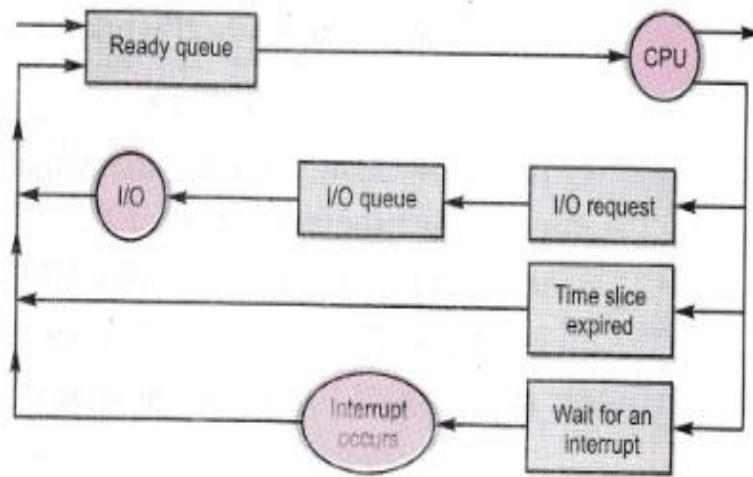 Ready queue
CPU
I/O
I/O queue
I/O request
Time slice
expired
Interrupt
occurs
Wait for an
interrupt